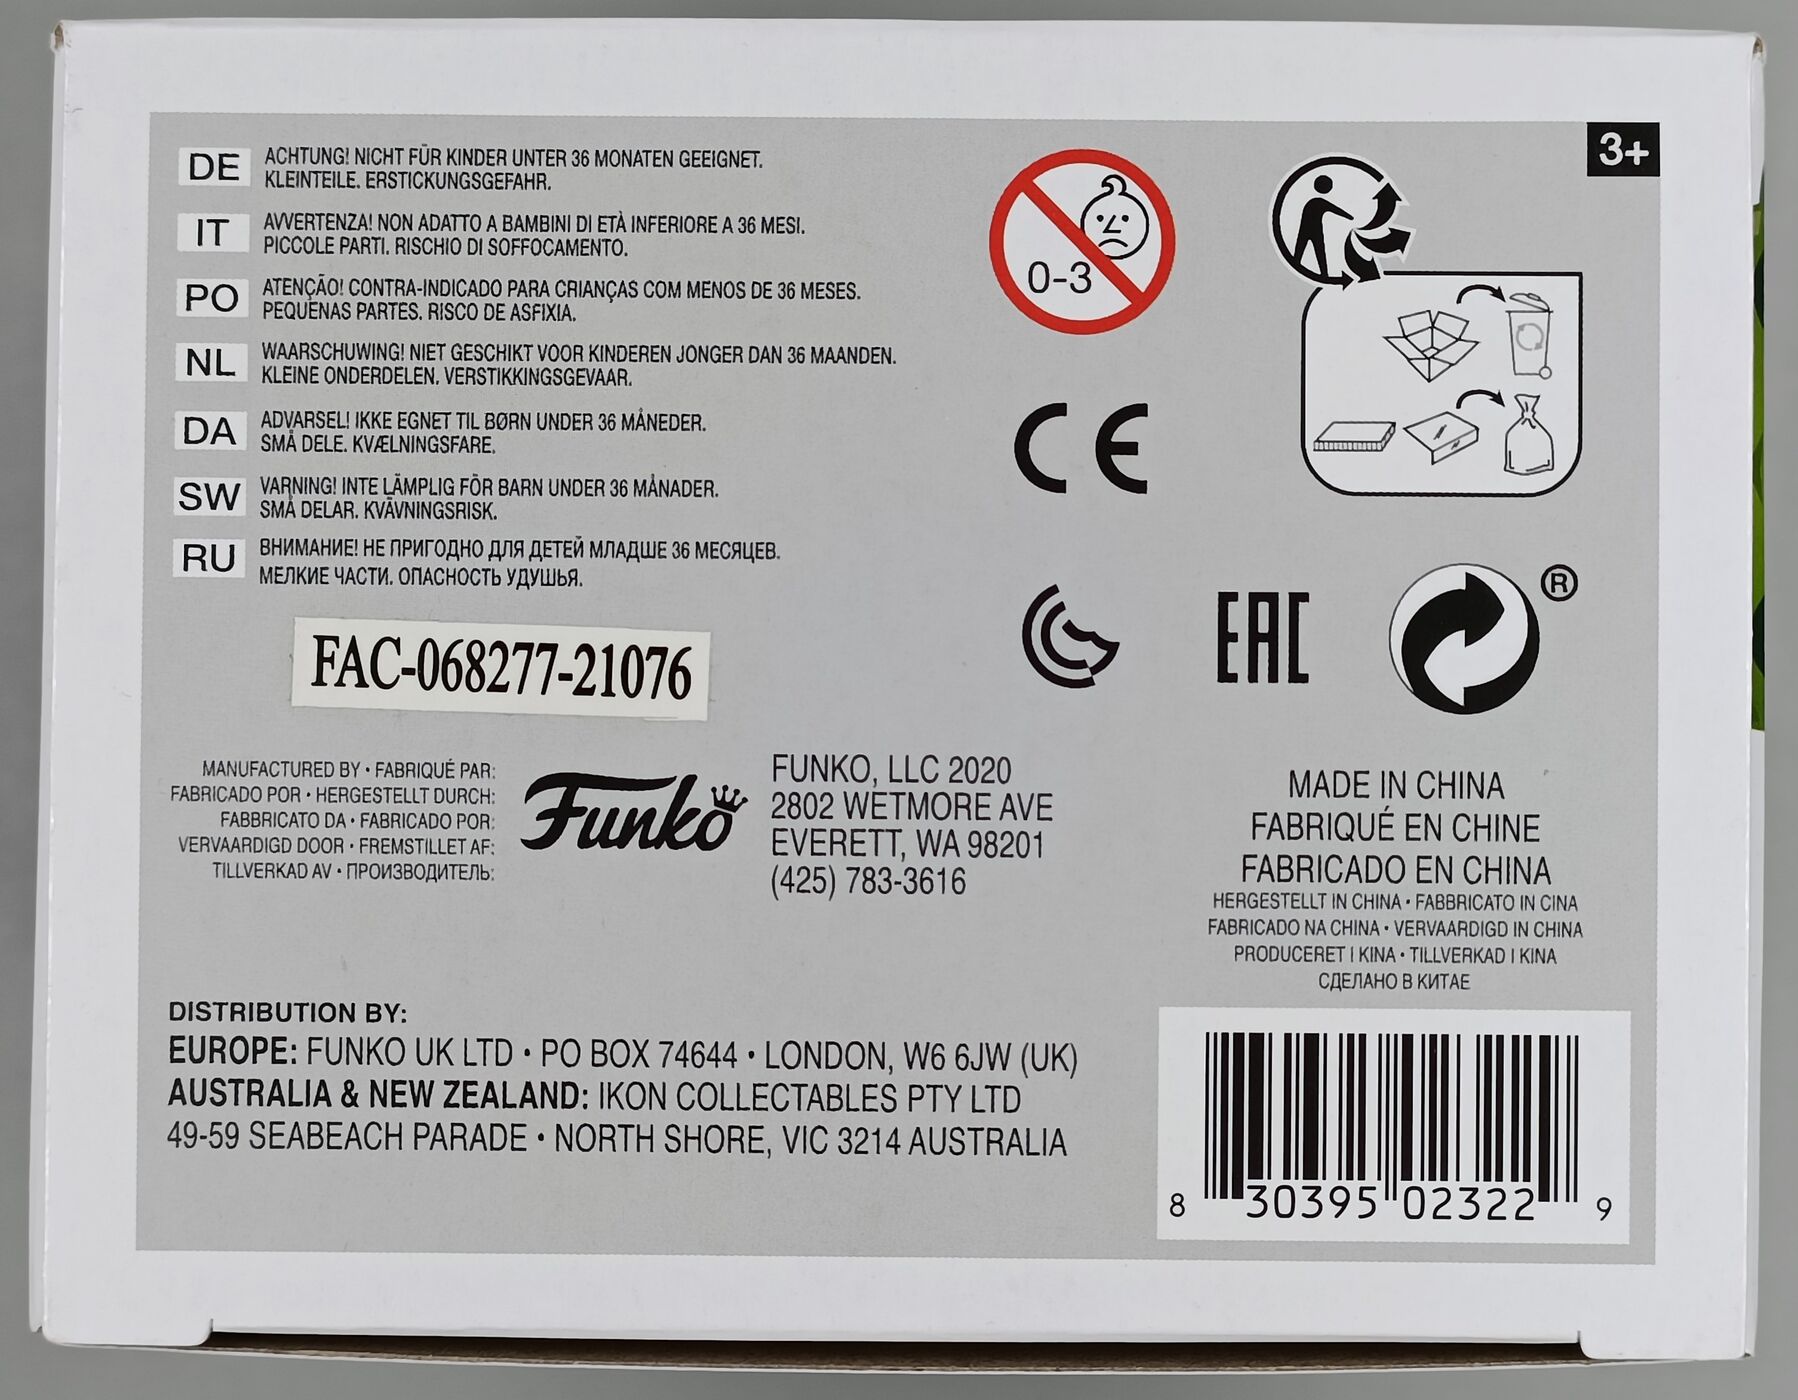 3+
DE
ACHTUNG! NICHT FÜR KINDER UNTER 36 MONATEN GEEIGNET.
KLEINTEILE. ERSTICKUNGSGEFAHR.
IT
AVVERTENZA! NON ADATTO A BAMBINI DI ETÀ INFERIORE A 36 MESI.
PICCOLE PARTI. RISCHIO DI SOFFOCAMENTO.
PO
ATENÇÃO! CONTRA-INDICADO PARA CRIANÇAS COM MENOS DE 36 MESES.
PEQUENAS PARTES. RISCO DE ASFIXIA.
NL
WAARSCHUWING! NIET GESCHIKT VOOR KINDEREN JONGER DAN 36 MAANDEN.
KLEINE ONDERDELEN. VERSTIKKINGSGEVAAR.
DA
ADVARSEL! IKKE EGNET TIL BØRN UNDER 36 MÅNEDER.
SMÅ DELE. KVÆLNINGSFARE.
SW
VARNING! INTE LÄMPLIG FÖR BARN UNDER 36 MÅNADER.
SMÅ DELAR. KVÄVNINGSRISK.
RU
ВНИМАНИЕ! НЕ ПРИГОДНО ДЛЯ ДЕТЕЙ МЛАДШЕ 36 МЕСЯЦЕВ.
МЕЛКИЕ ЧАСТИ. ОПАСНОСТЬ УДУШЬЯ.
0-3
CE
EAC
®
FAC-068277-21076
MANUFACTURED BY • FABRIQUÉ PAR:
FABRICADO POR • HERGESTELLT DURCH:
FABBRICATO DA • FABRICADO POR:
VERVAARDIGD DOOR • FREMSTILLET AF:
TILLVERKAD AV • ПРОИЗВОДИТЕЛЬ:
Funko
FUNKO, LLC 2020
2802 WETMORE AVE
EVERETT, WA 98201
(425) 783-3616
MADE IN CHINA
FABRIQUÉ EN CHINE
FABRICADO EN CHINA
HERGESTELLT IN CHINA • FABBRICATO IN CINA
FABRICADO NA CHINA • VERVAARDIGD IN CHINA
PRODUCERET I KINA • TILLVERKAD I KINA
СДЕЛАНО В КИТАЕ
DISTRIBUTION BY:
EUROPE: FUNKO UK LTD • PO BOX 74644 • LONDON, W6 6JW (UK)
AUSTRALIA & NEW ZEALAND: IKON COLLECTABLES PTY LTD
49-59 SEABEACH PARADE • NORTH SHORE, VIC 3214 AUSTRALIA
8 30395 02322 9